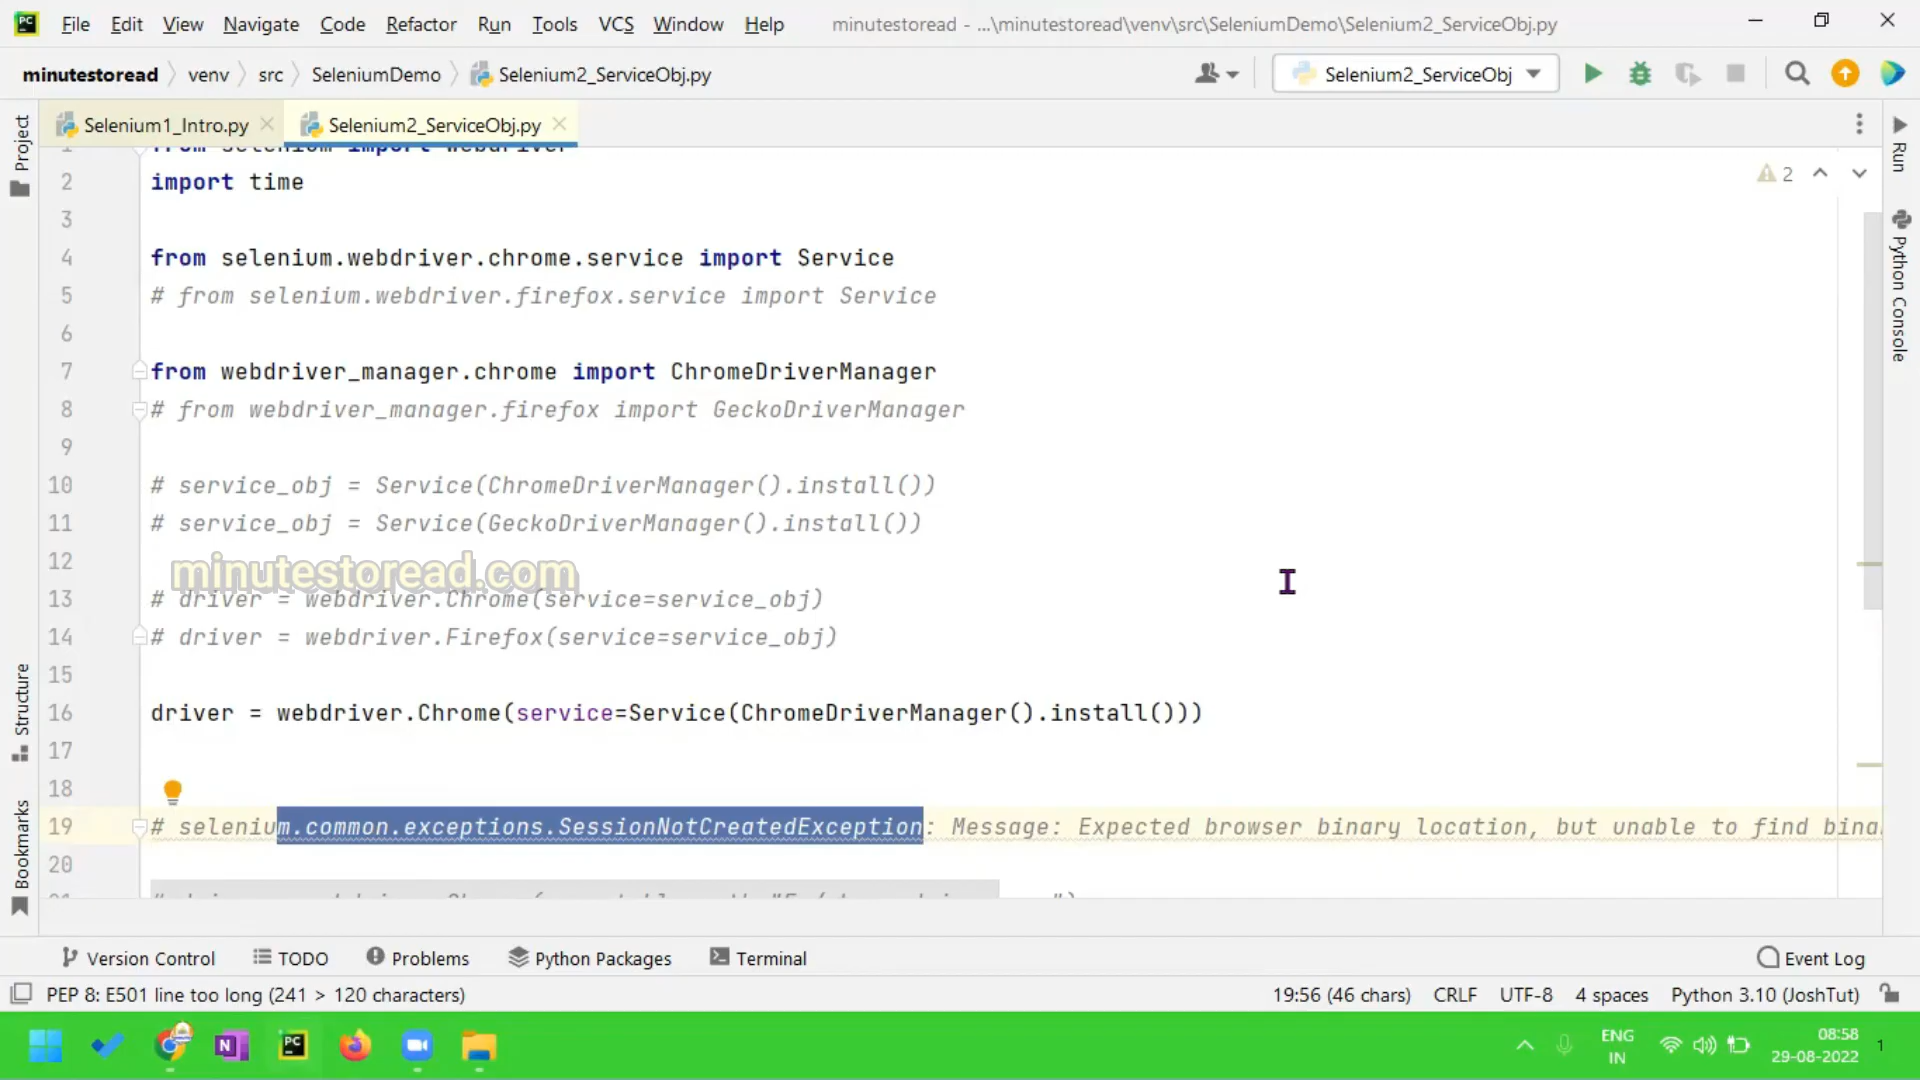 File Edit View Navigate Code Refactor Run Tools VCS Window Help minutestoread - ...\minutestoread\venv\src\SeleniumDemo\Selenium2_ServiceObj.py
minutestoread venv src SeleniumDemo Selenium2_ServiceObj.py Selenium2_ServiceObj
Selenium1_Intro.py Selenium2_ServiceObj.py
Project
Run
Python Console
Structure
Bookmarks
1 from selenium import webdriver
2 import time
2
3
4 from selenium.webdriver.chrome.service import Service
5 # from selenium.webdriver.firefox.service import Service
6
7 from webdriver_manager.chrome import ChromeDriverManager
8 # from webdriver_manager.firefox import GeckoDriverManager
9
10 # service_obj = Service(ChromeDriverManager().install())
11 # service_obj = Service(GeckoDriverManager().install())
12
minutestoread.com
13 # driver = webdriver.Chrome(service=service_obj)
14 # driver = webdriver.Firefox(service=service_obj)
15
16 driver = webdriver.Chrome(service=Service(ChromeDriverManager().install()))
17
18
19 # selenium.common.exceptions.SessionNotCreatedException: Message: Expected browser binary location, but unable to find bina
20
Version Control TODO Problems Python Packages Terminal Event Log
PEP 8: E501 line too long (241 > 120 characters) 19:56 (46 chars) CRLF UTF-8 4 spaces Python 3.10 (JoshTut)
ENG
IN
08:58
29-08-2022
1